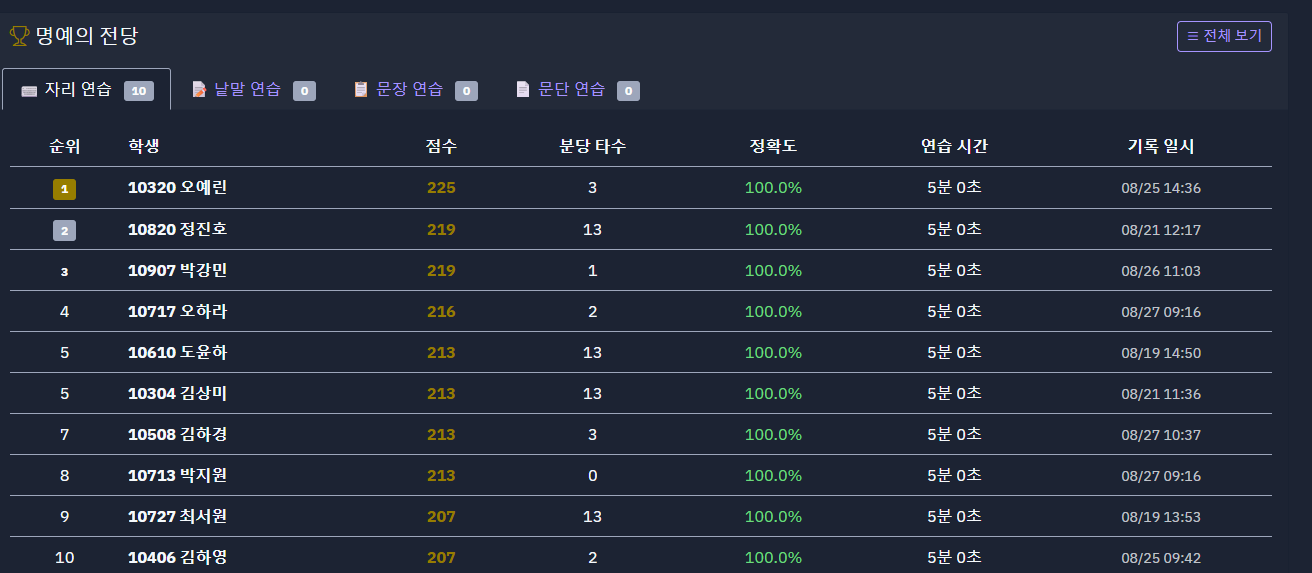 명예의 전당
전체 보기
자리 연습 10 낱말 연습 0 문장 연습 0 문단 연습 0
순위 학생 점수 분당 타수 정확도 연습 시간 기록 일시
1 10320 오예린 225 3 100.0% 5분 0초 08/25 14:36
2 10820 정진호 219 13 100.0% 5분 0초 08/21 12:17
3 10907 박강민 219 1 100.0% 5분 0초 08/26 11:03
4 10717 오하라 216 2 100.0% 5분 0초 08/27 09:16
5 10610 도윤하 213 13 100.0% 5분 0초 08/19 14:50
5 10304 김상미 213 13 100.0% 5분 0초 08/21 11:36
7 10508 김하경 213 3 100.0% 5분 0초 08/27 10:37
8 10713 박지원 213 0 100.0% 5분 0초 08/27 09:16
9 10727 최서원 207 13 100.0% 5분 0초 08/19 13:53
10 10406 김하영 207 2 100.0% 5분 0초 08/25 09:42